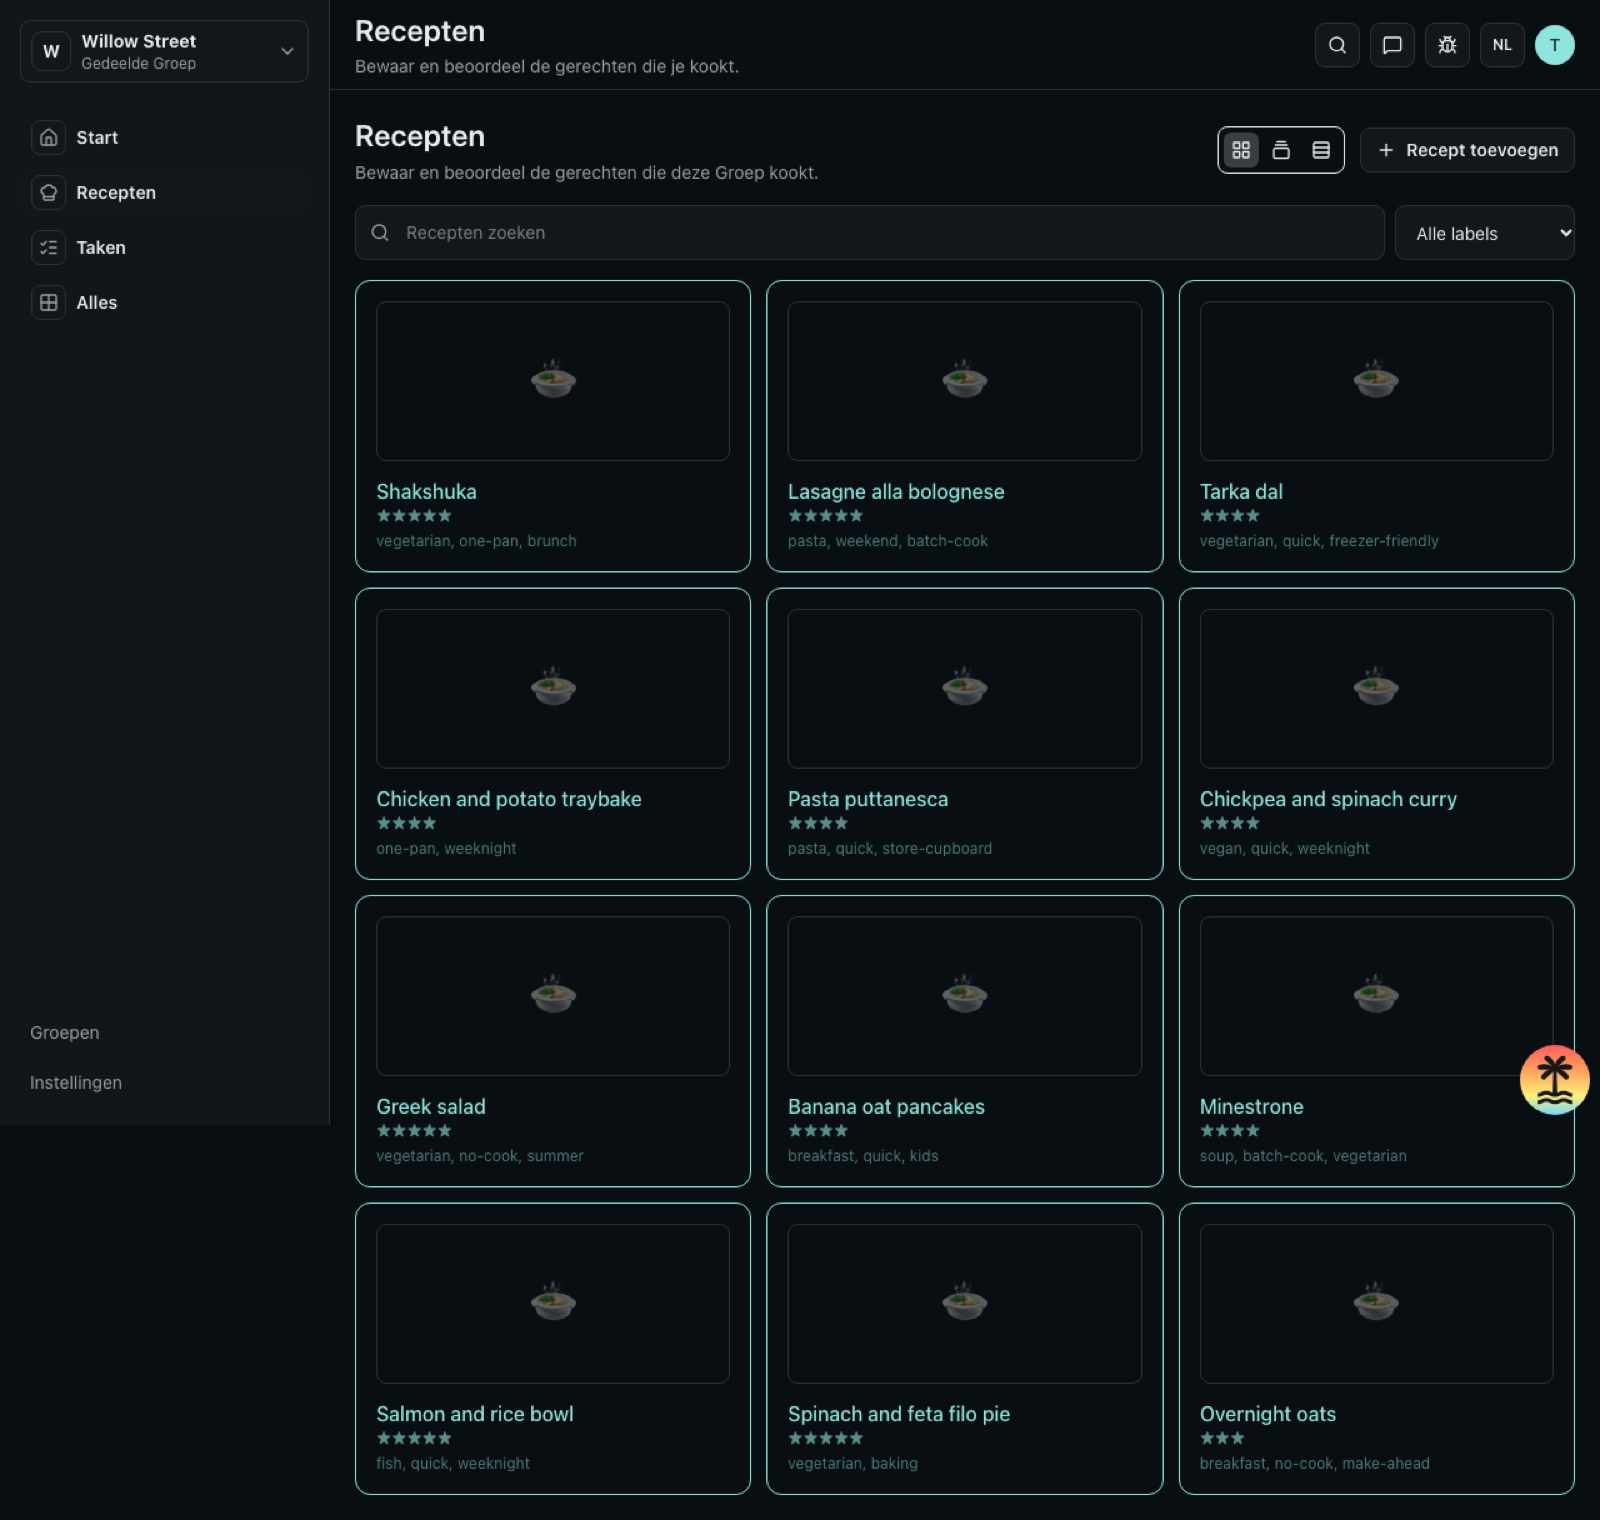 W
Willow Street
Gedeelde Groep
Start
Recepten
Taken
Alles
Groepen
Instellingen
Recepten
Bewaar en beoordeel de gerechten die je kookt.
NL
T
Recepten
Bewaar en beoordeel de gerechten die deze Groep kookt.
Recept toevoegen
Recepten zoeken
Alle labels
Shakshuka
★★★★★
vegetarian, one-pan, brunch
Lasagne alla bolognese
★★★★★
pasta, weekend, batch-cook
Tarka dal
★★★★
vegetarian, quick, freezer-friendly
Chicken and potato traybake
★★★★
one-pan, weeknight
Pasta puttanesca
★★★★
pasta, quick, store-cupboard
Chickpea and spinach curry
★★★★
vegan, quick, weeknight
Greek salad
★★★★★
vegetarian, no-cook, summer
Banana oat pancakes
★★★★
breakfast, quick, kids
Minestrone
★★★★
soup, batch-cook, vegetarian
Salmon and rice bowl
★★★★★
fish, quick, weeknight
Spinach and feta filo pie
★★★★★
vegetarian, baking
Overnight oats
★★★
breakfast, no-cook, make-ahead